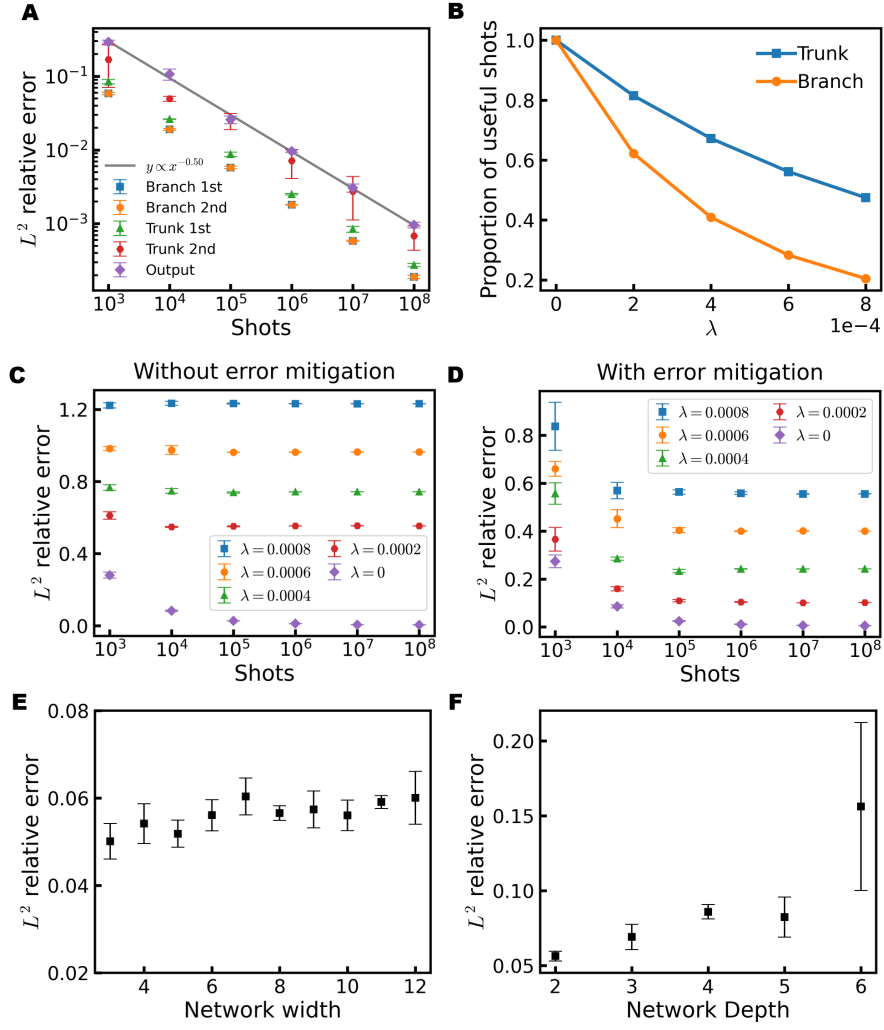 A
10⁻¹
10⁻²
10⁻³
L² relative error
y ∝ x⁻⁰·⁵⁰
Branch 1st
Branch 2nd
Trunk 1st
Trunk 2nd
Output
10³ 10⁴ 10⁵ 10⁶ 10⁷ 10⁸
Shots
B
1.0
0.8
0.6
0.4
0.2
Proportion of useful shots
Trunk
Branch
0 2 4 6 8
λ
1e−4
C
Without error mitigation
1.2
0.8
0.4
0.0
L² relative error
λ = 0.0008
λ = 0.0006
λ = 0.0004
λ = 0.0002
λ = 0
10³ 10⁴ 10⁵ 10⁶ 10⁷ 10⁸
Shots
D
With error mitigation
0.8
0.6
0.4
0.2
0.0
L² relative error
λ = 0.0008
λ = 0.0006
λ = 0.0004
λ = 0.0002
λ = 0
10³ 10⁴ 10⁵ 10⁶ 10⁷ 10⁸
Shots
E
0.08
0.06
0.04
0.02
L² relative error
4 6 8 10 12
Network width
F
0.20
0.15
0.10
0.05
L² relative error
2 3 4 5 6
Network Depth